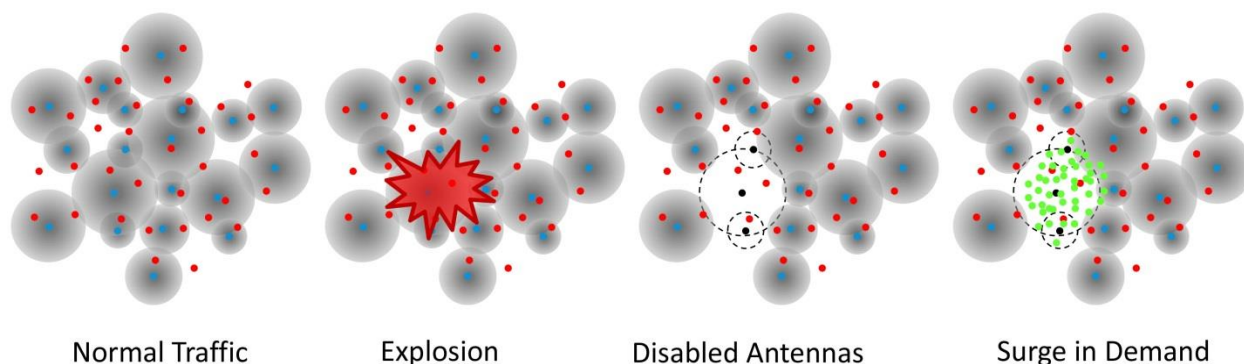 Normal Traffic
Explosion
Disabled Antennas
Surge in Demand